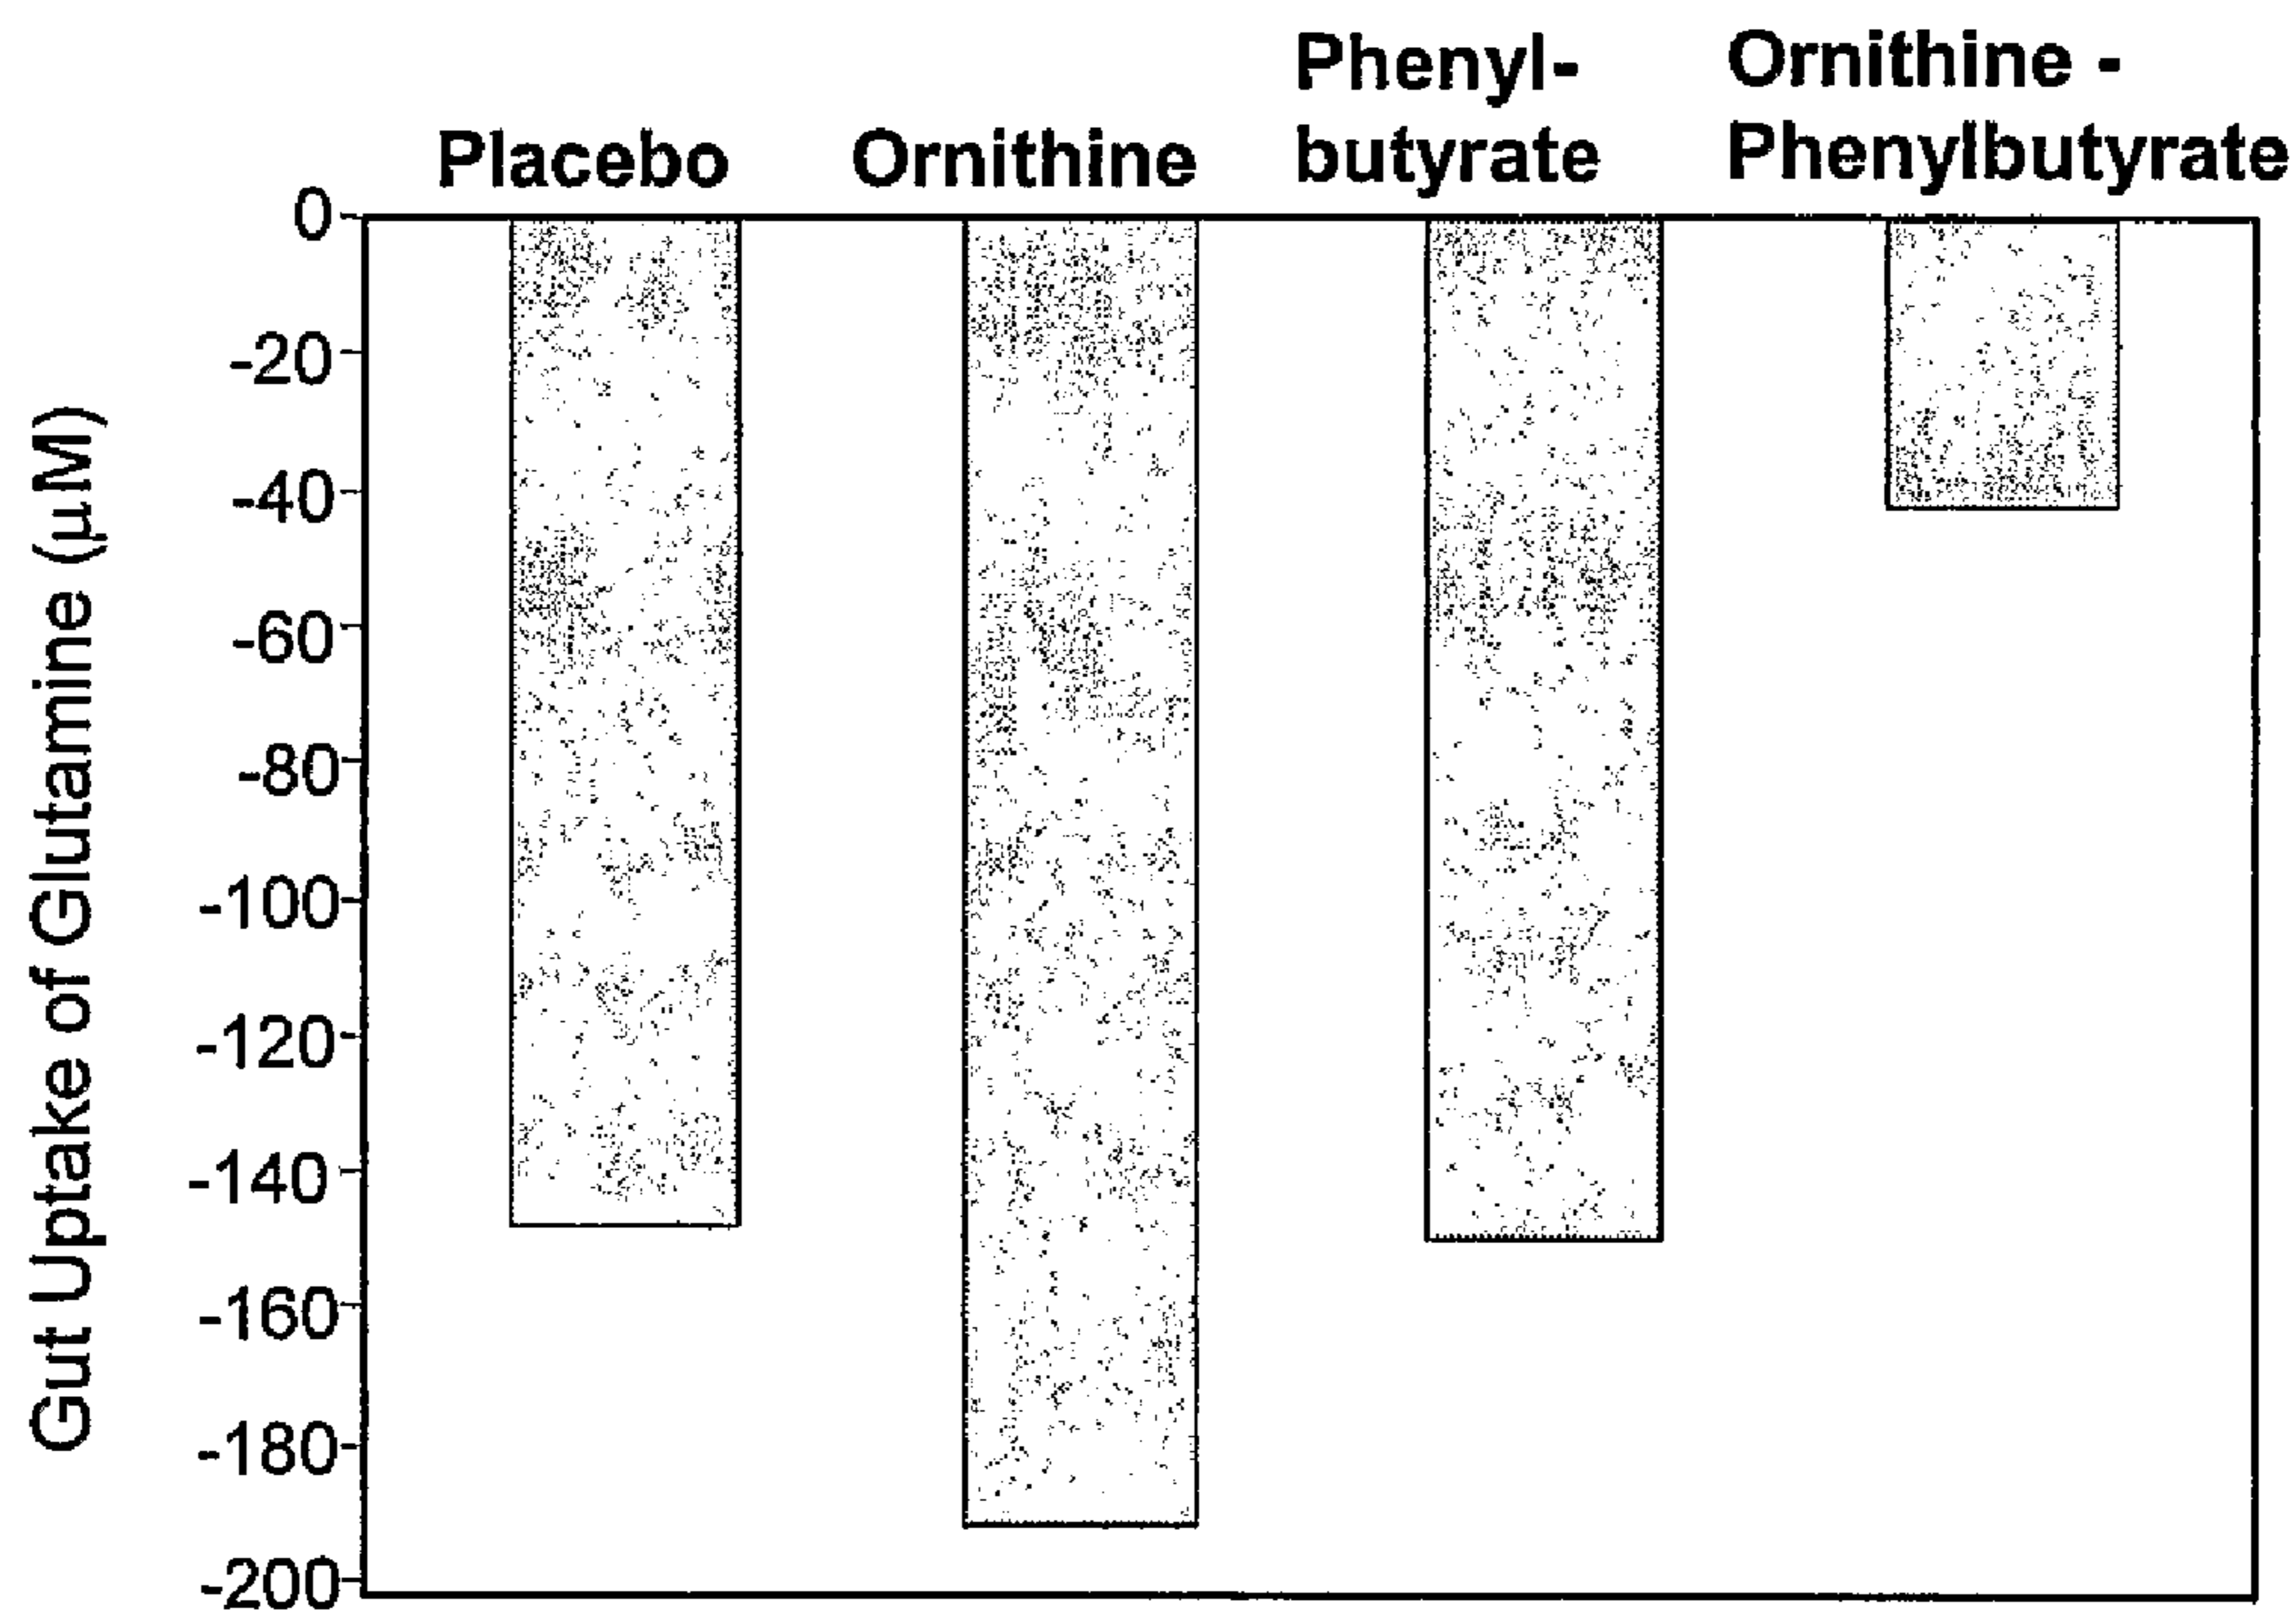 Phenyl-
butyrate
Ornithine -
Phenylbutyrate
Placebo
Ornithine
0
-20
-40
-60
-80
-100
-120
-140
-160
-180
-200
Gut Uptake of Glutamine (µM)